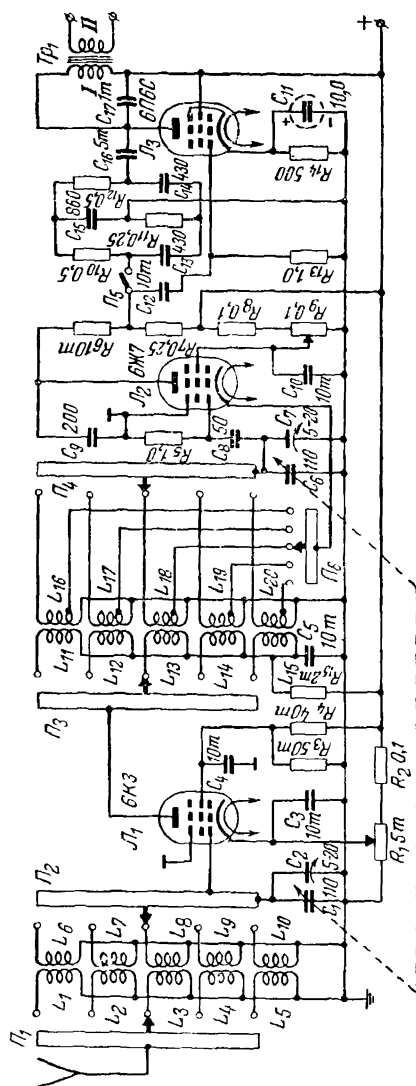 П1
L1
L6
L2
L7
L3
L8
L4
L9
L5
L10
П2
C1 110
C2 5-20
Л1
6К3
C3 10т
C4 10т
R3 50т
R4 40т
R15 2т
R1 5т
R2 0,1
П3
L11
L16
L12
L17
L13
L18
L14
L19
L15
L20
C5 10т
П6
П4
C6 110
C7 5-20
C8 50
R5 1,0
C9 200
Л2
6Ж7
C10 10т
R6 10т
R7 0,25
R8 0,1
R9 0,1
П5
C12 10т
R10 0,5
C15 860
R12 0,5
R11 0,25
C13 430
C14 430
R13 1,0
C16 5т
C17 1т
Л3
6П6С
R14 500
C11 10,0
+
-
Тр1
I
II
+